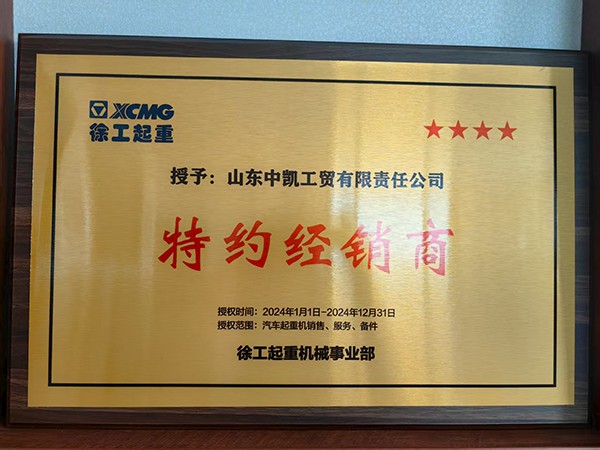 XCMG
徐工起重
授予：山东中凯工贸有限责任公司
特约经销商
授权时间：2024年1月1日-2024年12月31日
授权范围：汽车起重机销售、服务、备件
徐工起重机械事业部